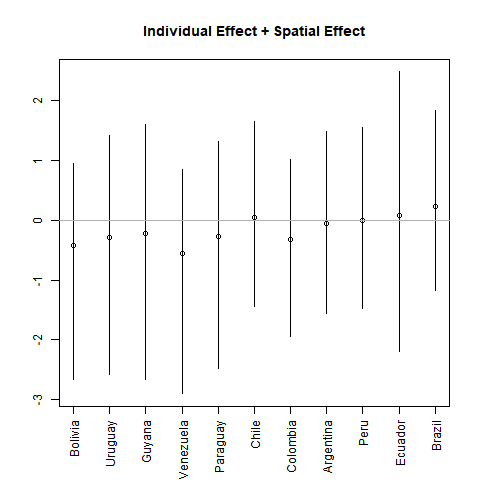 Individual Effect + Spatial Effect
2
1
0
-1
-2
-3
Bolivia
Uruguay
Guyana
Venezuela
Paraguay
Chile
Colombia
Argentina
Peru
Ecuador
Brazil